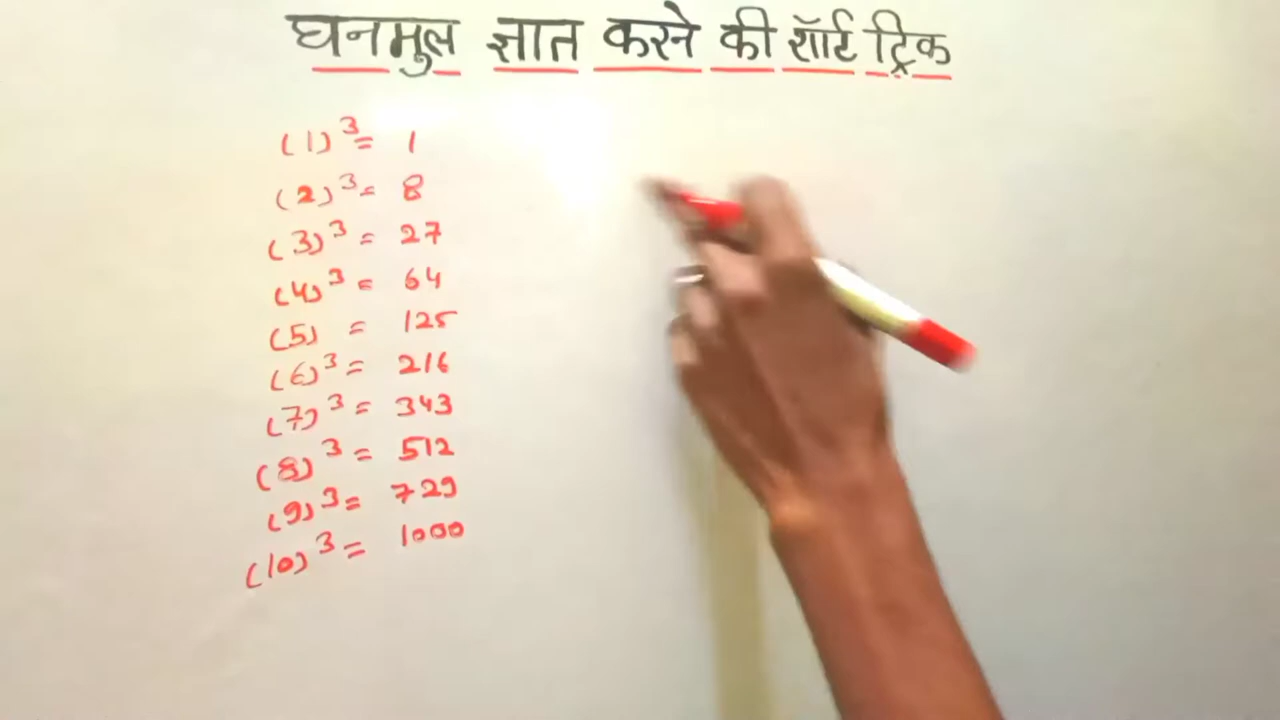 घनमुल ज्ञात करने की शॉर्ट ट्रिक
(1)³ = 1
(2)³ = 8
(3)³ = 27
(4)³ = 64
(5) = 125
(6)³ = 216
(7)³ = 343
(8)³ = 512
(9)³ = 729
(10)³ = 1000